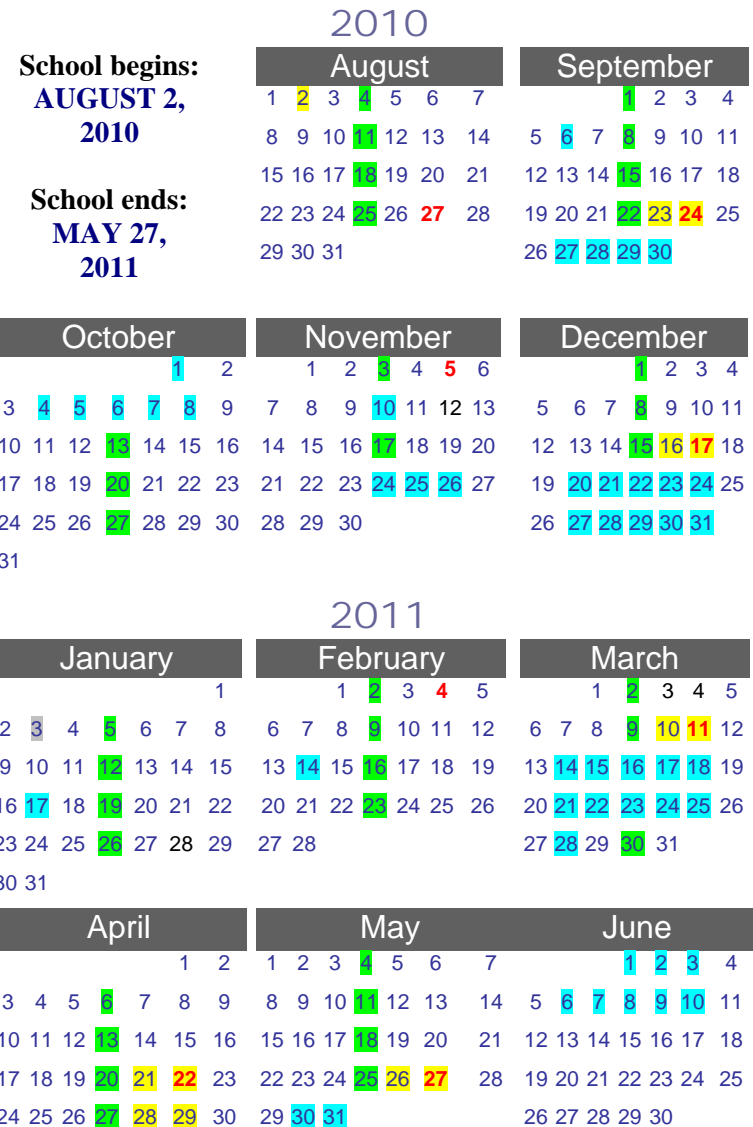 2010
School begins:
AUGUST 2,
2010
School ends:
MAY 27,
2011
August
1 2 3 4 5 6 7
8 9 10 11 12 13 14
15 16 17 18 19 20 21
22 23 24 25 26 27 28
29 30 31
September
1 2 3 4
5 6 7 8 9 10 11
12 13 14 15 16 17 18
19 20 21 22 23 24 25
26 27 28 29 30
October
1 2
3 4 5 6 7 8 9
10 11 12 13 14 15 16
17 18 19 20 21 22 23
24 25 26 27 28 29 30
31
November
1 2 3 4 5 6
7 8 9 10 11 12 13
14 15 16 17 18 19 20
21 22 23 24 25 26 27
28 29 30
December
1 2 3 4
5 6 7 8 9 10 11
12 13 14 15 16 17 18
19 20 21 22 23 24 25
26 27 28 29 30 31
2011
January
1
2 3 4 5 6 7 8
9 10 11 12 13 14 15
16 17 18 19 20 21 22
23 24 25 26 27 28 29
30 31
February
1 2 3 4 5
6 7 8 9 10 11 12
13 14 15 16 17 18 19
20 21 22 23 24 25 26
27 28
March
1 2 3 4 5
6 7 8 9 10 11 12
13 14 15 16 17 18 19
20 21 22 23 24 25 26
27 28 29 30 31
April
1 2
3 4 5 6 7 8 9
10 11 12 13 14 15 16
17 18 19 20 21 22 23
24 25 26 27 28 29 30
May
1 2 3 4 5 6 7
8 9 10 11 12 13 14
15 16 17 18 19 20 21
22 23 24 25 26 27 28
29 30 31
June
1 2 3 4
5 6 7 8 9 10 11
12 13 14 15 16 17 18
19 20 21 22 23 24 25
26 27 28 29 30